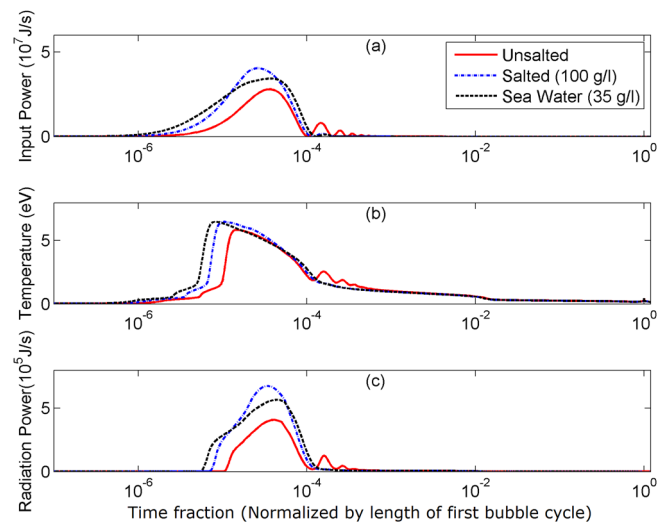 (a)
Input Power (10^7J/s)
5
0
Unsalted
Salted (100 g/l)
Sea Water (35 g/l)
10^-6
10^-4
10^-2
10^0
(b)
Temperature (eV)
5
0
10^-6
10^-4
10^-2
10^0
(c)
Radiation Power(10^5J/s)
5
0
10^-6
10^-4
10^-2
10^0
Time fraction (Normalized by length of first bubble cycle)